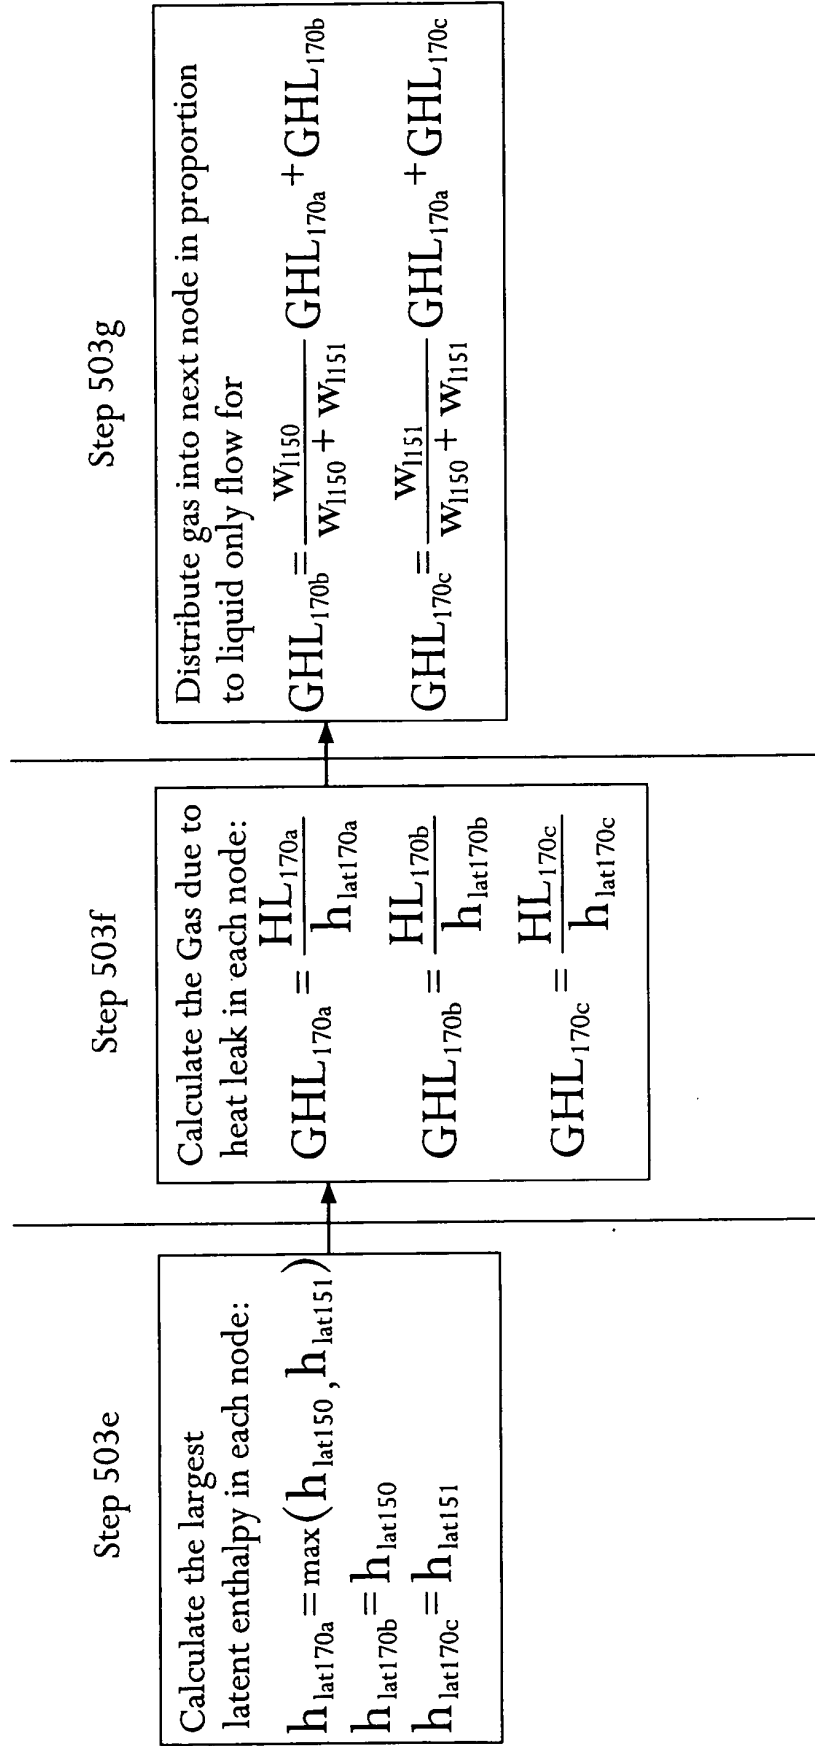 Step 503e
Calculate the largest
latent enthalpy in each node:
h_lat170a = max(h_lat150, h_lat151)
h_lat170b = h_lat150
h_lat170c = h_lat151
Step 503f
Calculate the Gas due to
heat leak in each node:
GHL_170a = HL_170a / h_lat170a
GHL_170b = HL_170b / h_lat170b
GHL_170c = HL_170c / h_lat170c
Step 503g
Distribute gas into next node in proportion
to liquid only flow for
GHL_170b = w_l150 / (w_l150 + w_l151) GHL_170a + GHL_170b
GHL_170c = w_l151 / (w_l150 + w_l151) GHL_170a + GHL_170c